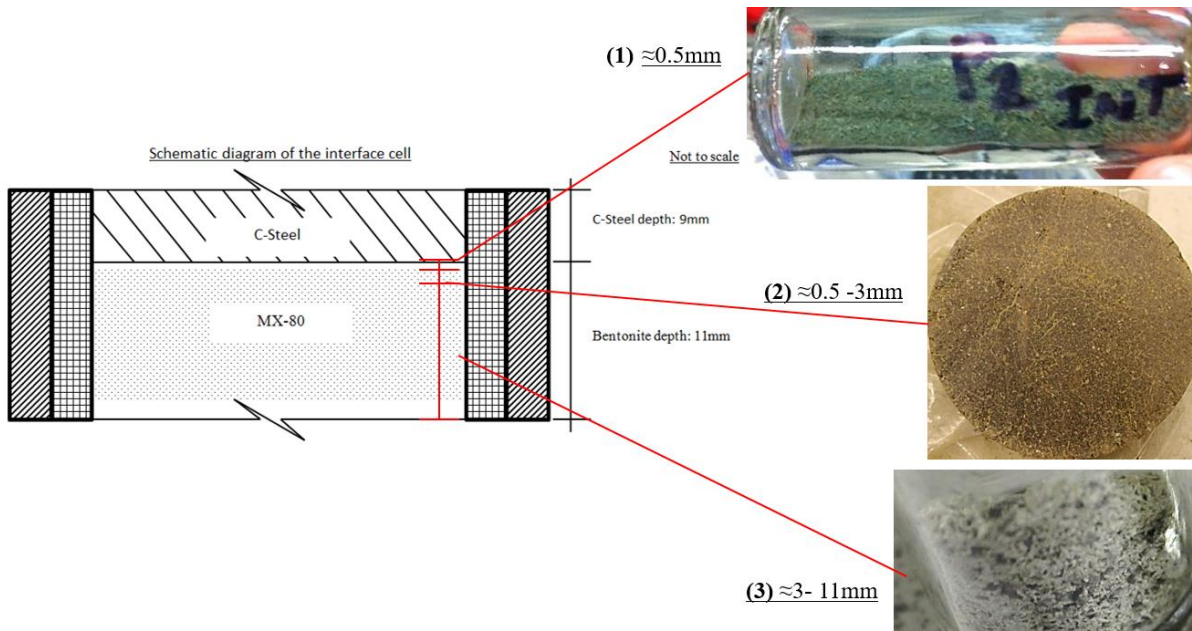 (1) ≈0.5mm
P2
INT
Schematic diagram of the interface cell
Not to scale
C-Steel
C-Steel depth: 9mm
(2) ≈0.5 -3mm
MX-80
Bentonite depth: 11mm
(3) ≈3- 11mm